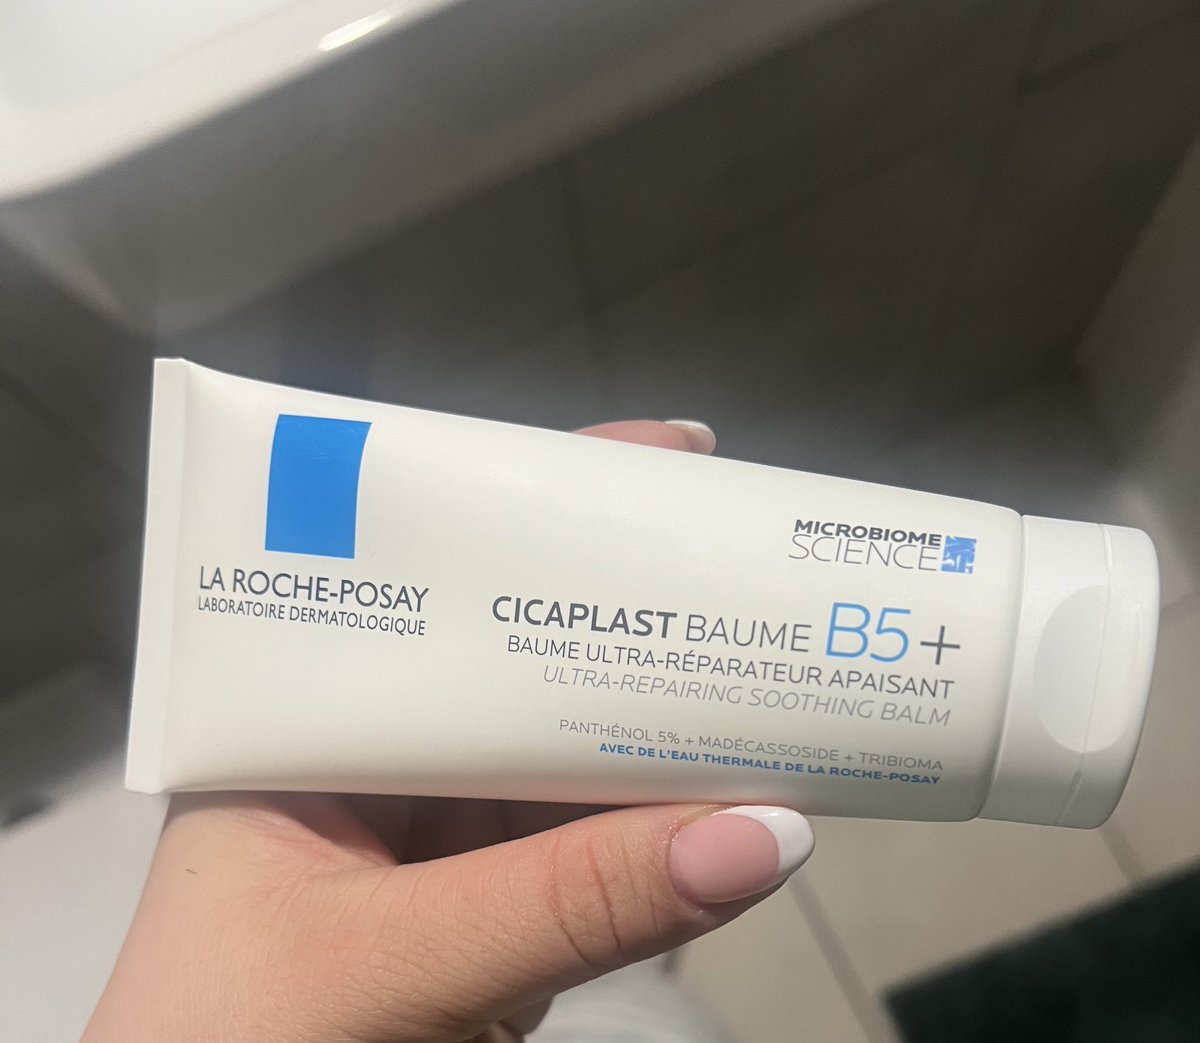 LA ROCHE-POSAY
LABORATOIRE DERMATOLOGIQUE
MICROBIOME
SCIENCE
CICAPLAST BAUME B5+
BAUME ULTRA-RÉPARATEUR APAISANT
ULTRA-REPAIRING SOOTHING BALM
PANTHÉNOL 5% + MADÉCASSOSIDE + TRIBIOMA
AVEC DE L'EAU THERMALE DE LA ROCHE-POSAY